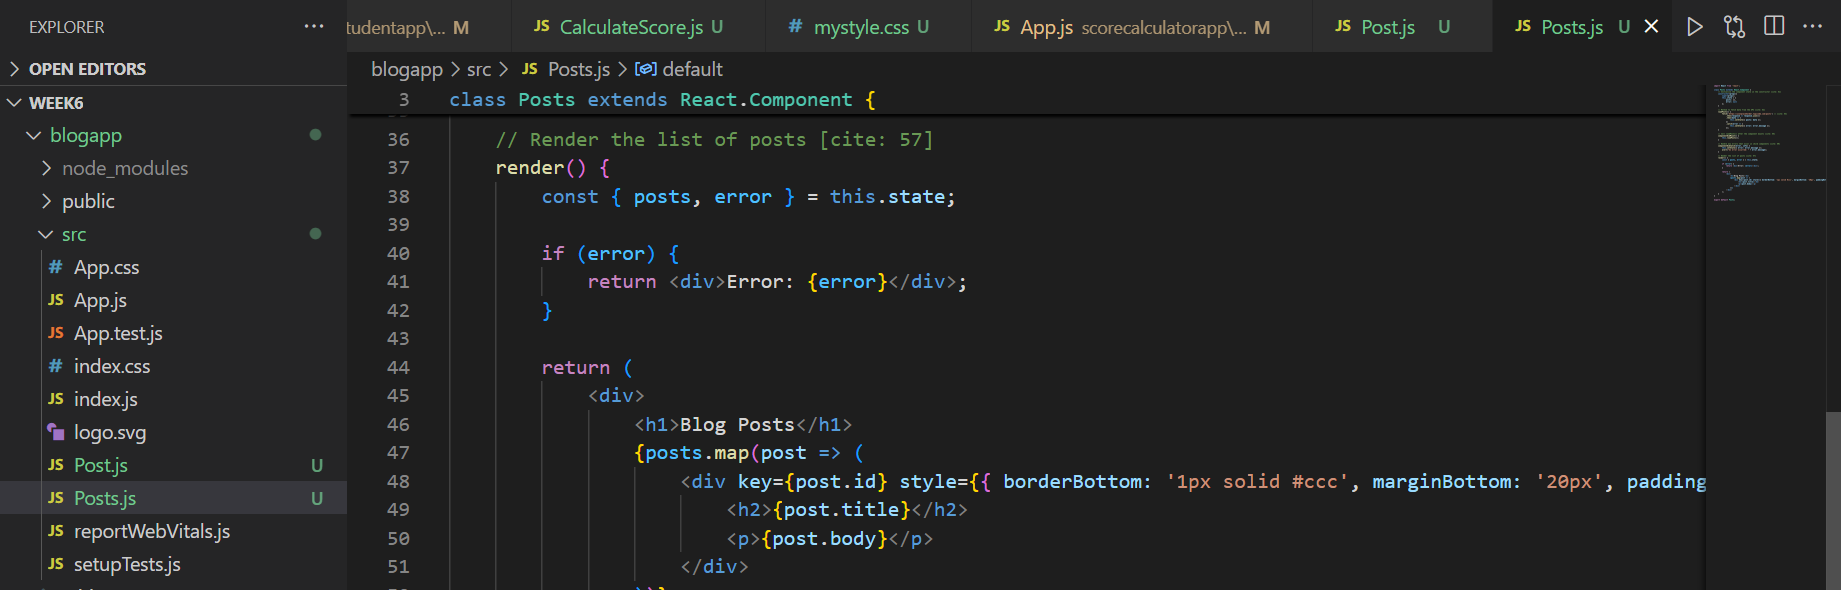 EXPLORER
OPEN EDITORS
WEEK6
blogapp
node_modules
public
src
# App.css
JS App.js
JS App.test.js
# index.css
JS index.js
logo.svg
JS Post.js U
JS Posts.js U
JS reportWebVitals.js
JS setupTests.js
tudentapp\... M
JS CalculateScore.js U
# mystyle.css U
JS App.js scorecalculatorapp\... M
JS Post.js U
JS Posts.js U
blogapp > src > JS Posts.js > default
3 class Posts extends React.Component {
36 // Render the list of posts [cite: 57]
37 render() {
38 const { posts, error } = this.state;
39
40 if (error) {
41 return <div>Error: {error}</div>;
42 }
43
44 return (
45 <div>
46 <h1>Blog Posts</h1>
47 {posts.map(post => (
48 <div key={post.id} style={{ borderBottom: '1px solid #ccc', marginBottom: '20px', padding
49 <h2>{post.title}</h2>
50 <p>{post.body}</p>
51 </div>